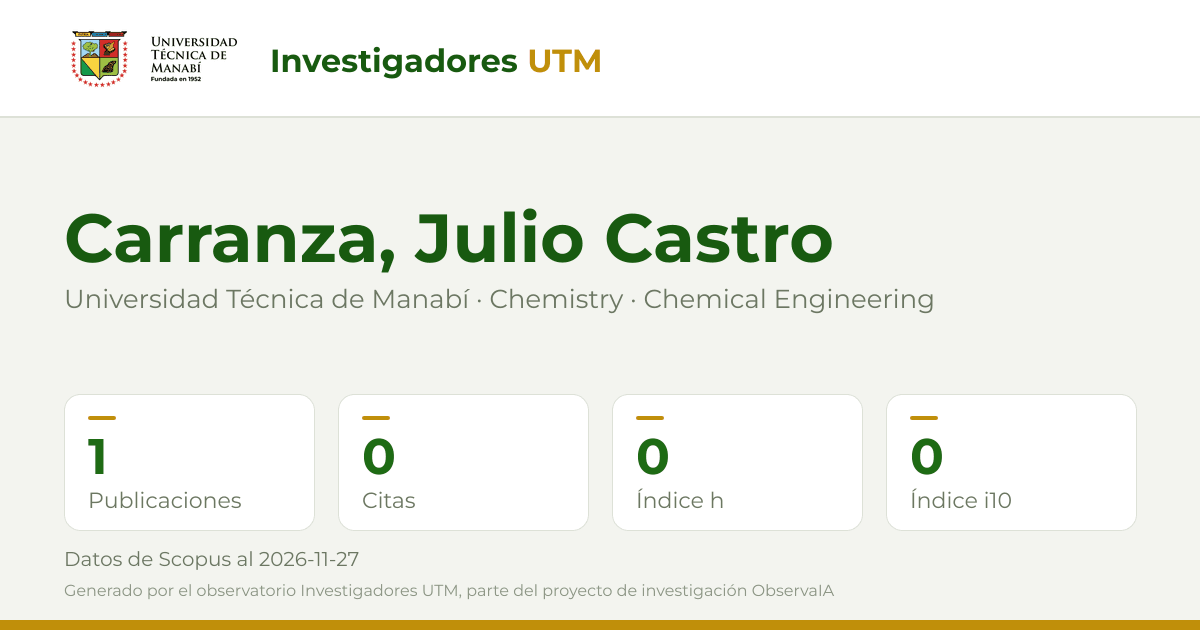 UNIVERSIDAD
TÉCNICA DE
MANABÍ
Fundada en 1952
Investigadores UTM
Carranza, Julio Castro
Universidad Técnica de Manabí · Chemistry · Chemical Engineering
1
Publicaciones
0
Citas
0
Índice h
0
Índice i10
Datos de Scopus al 2026-11-27
Generado por el observatorio Investigadores UTM, parte del proyecto de investigación ObservaIA